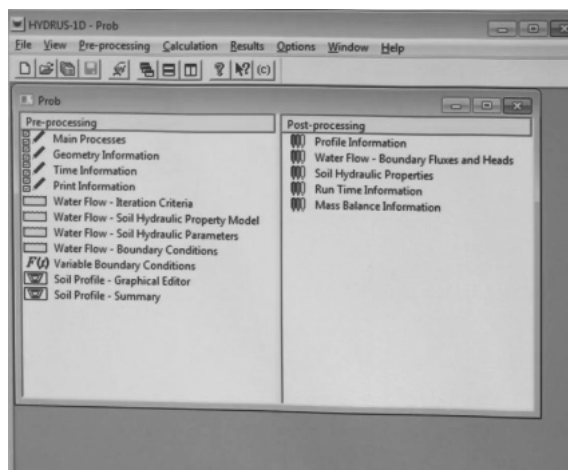 HYDRUS-1D - Prob
File View Pre-processing Calculation Results Options Window Help
Prob
Pre-processing
Main Processes
Geometry Information
Time Information
Print Information
Water Flow - Iteration Criteria
Water Flow - Soil Hydraulic Property Model
Water Flow - Soil Hydraulic Parameters
Water Flow - Boundary Conditions
F(t) Variable Boundary Conditions
Soil Profile - Graphical Editor
Soil Profile - Summary
Post-processing
Profile Information
Water Flow - Boundary Fluxes and Heads
Soil Hydraulic Properties
Run Time Information
Mass Balance Information